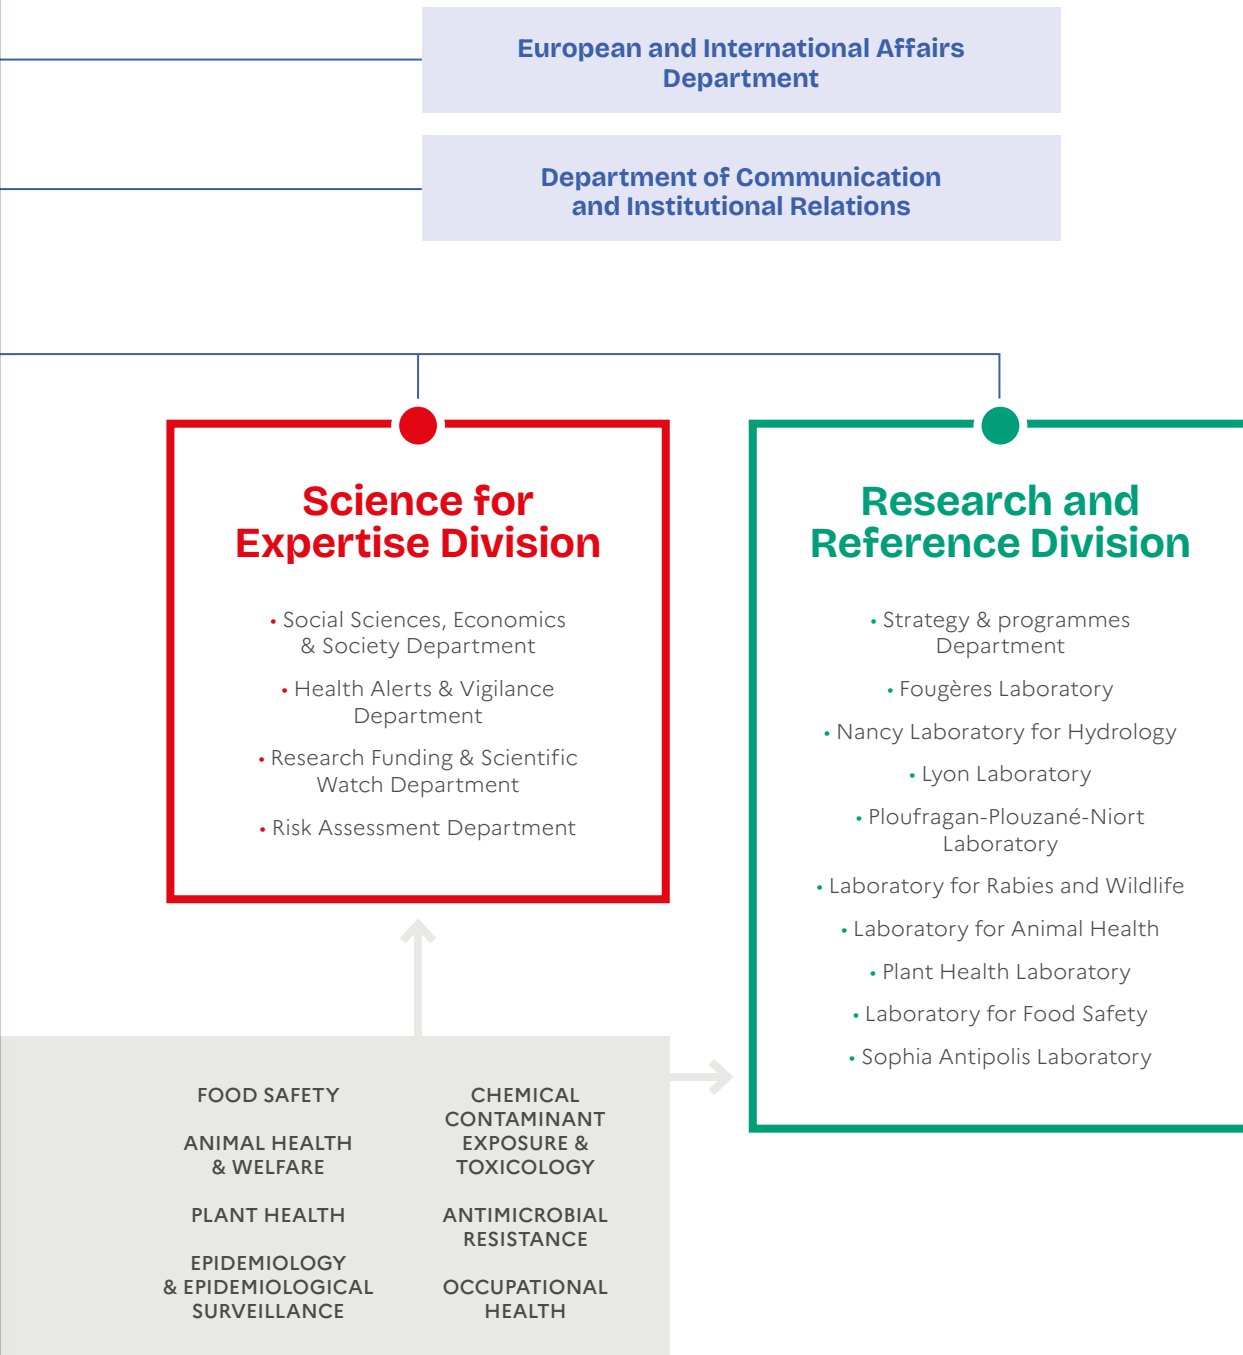 European and International Affairs
Department
Department of Communication
and Institutional Relations
Science for
Expertise Division
• Social Sciences, Economics
& Society Department
• Health Alerts & Vigilance
Department
• Research Funding & Scientific
Watch Department
• Risk Assessment Department
Research and
Reference Division
• Strategy & programmes
Department
• Fougères Laboratory
• Nancy Laboratory for Hydrology
• Lyon Laboratory
• Ploufragan-Plouzané-Niort
Laboratory
• Laboratory for Rabies and Wildlife
• Laboratory for Animal Health
• Plant Health Laboratory
• Laboratory for Food Safety
• Sophia Antipolis Laboratory
FOOD SAFETY
ANIMAL HEALTH
& WELFARE
PLANT HEALTH
EPIDEMIOLOGY
& EPIDEMIOLOGICAL
SURVEILLANCE
CHEMICAL
CONTAMINANT
EXPOSURE &
TOXICOLOGY
ANTIMICROBIAL
RESISTANCE
OCCUPATIONAL
HEALTH